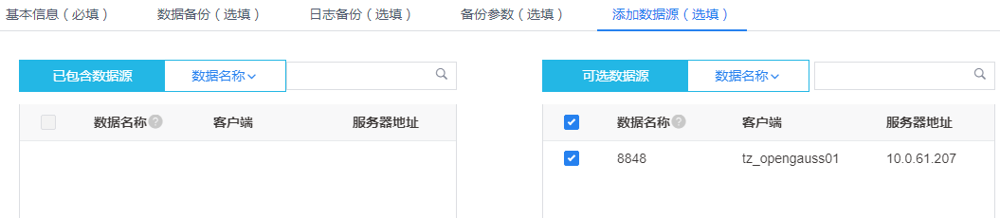 基本信息（必填） 数据备份（选填） 日志备份（选填） 备份参数（选填） 添加数据源（选填）
已包含数据源 数据名称 可选数据源 数据名称
数据名称 ? 客户端 服务器地址 数据名称 ? 客户端 服务器地址
8848 tz_opengauss01 10.0.61.207